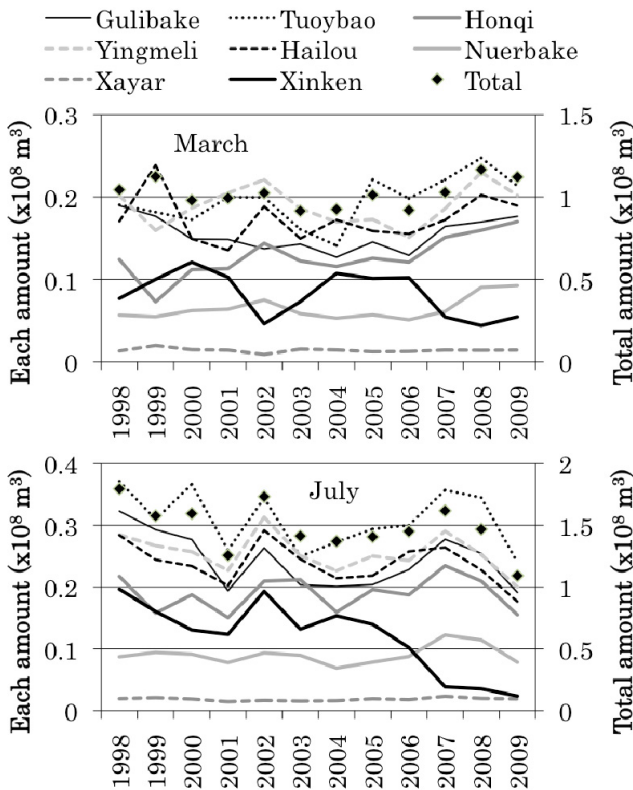 Gulibake Tuoybao Honqi
Yingmeli Hailou Nuerbake
Xayar Xinken Total
March
Each amount (x10⁸ m³)
0.3
0.2
0.1
0
Total amount (x10⁸ m³)
1.5
1
0.5
0
1998 1999 2000 2001 2002 2003 2004 2005 2006 2007 2008 2009
July
Each amount (x10⁸ m³)
0.4
0.3
0.2
0.1
0
Total amount (x10⁸ m³)
2
1.5
1
0.5
0
1998 1999 2000 2001 2002 2003 2004 2005 2006 2007 2008 2009